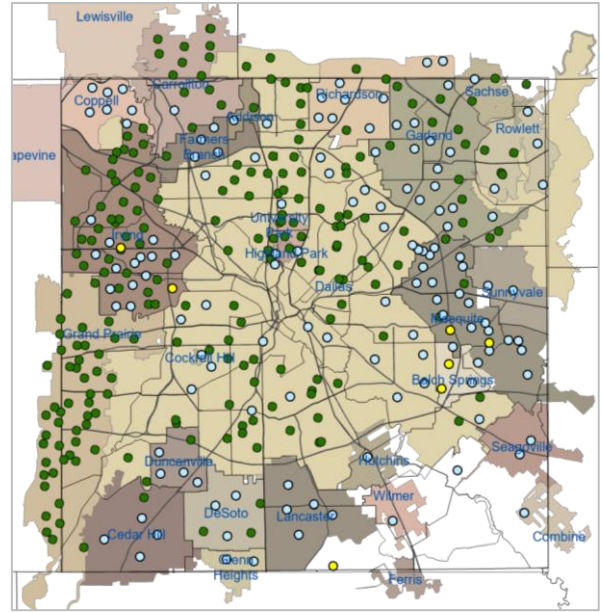 Lewisville
Carrollton
Coppell
Richardson
Sachse
Addison
Rowlett
Garland
Farmers
Branch
apevine
University
Park
Irving
Highland Park
Dallas
Sunnyvale
Mesquite
Grand Prairie
Cockrell Hill
Balch Springs
Seagoville
Duncanville
Hutchins
Wilmer
DeSoto
Lancaster
Cedar Hill
Combine
Glenn
Heights
Ferris